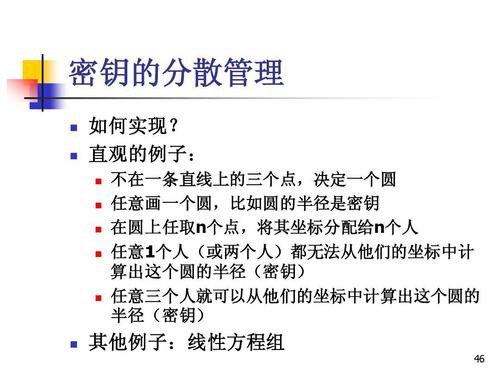 密钥的分散管理
如何实现？
直观的例子：
不在一条直线上的三个点，决定一个圆
任意画一个圆，比如圆的半径是密钥
在圆上任取n个点，将其坐标分配给n个人
任意1个人（或两个人）都无法从他们的坐标中计
算出这个圆的半径（密钥）
任意三个人就可以从他们的坐标中计算出这个圆的
半径（密钥）
其他例子：线性方程组
46